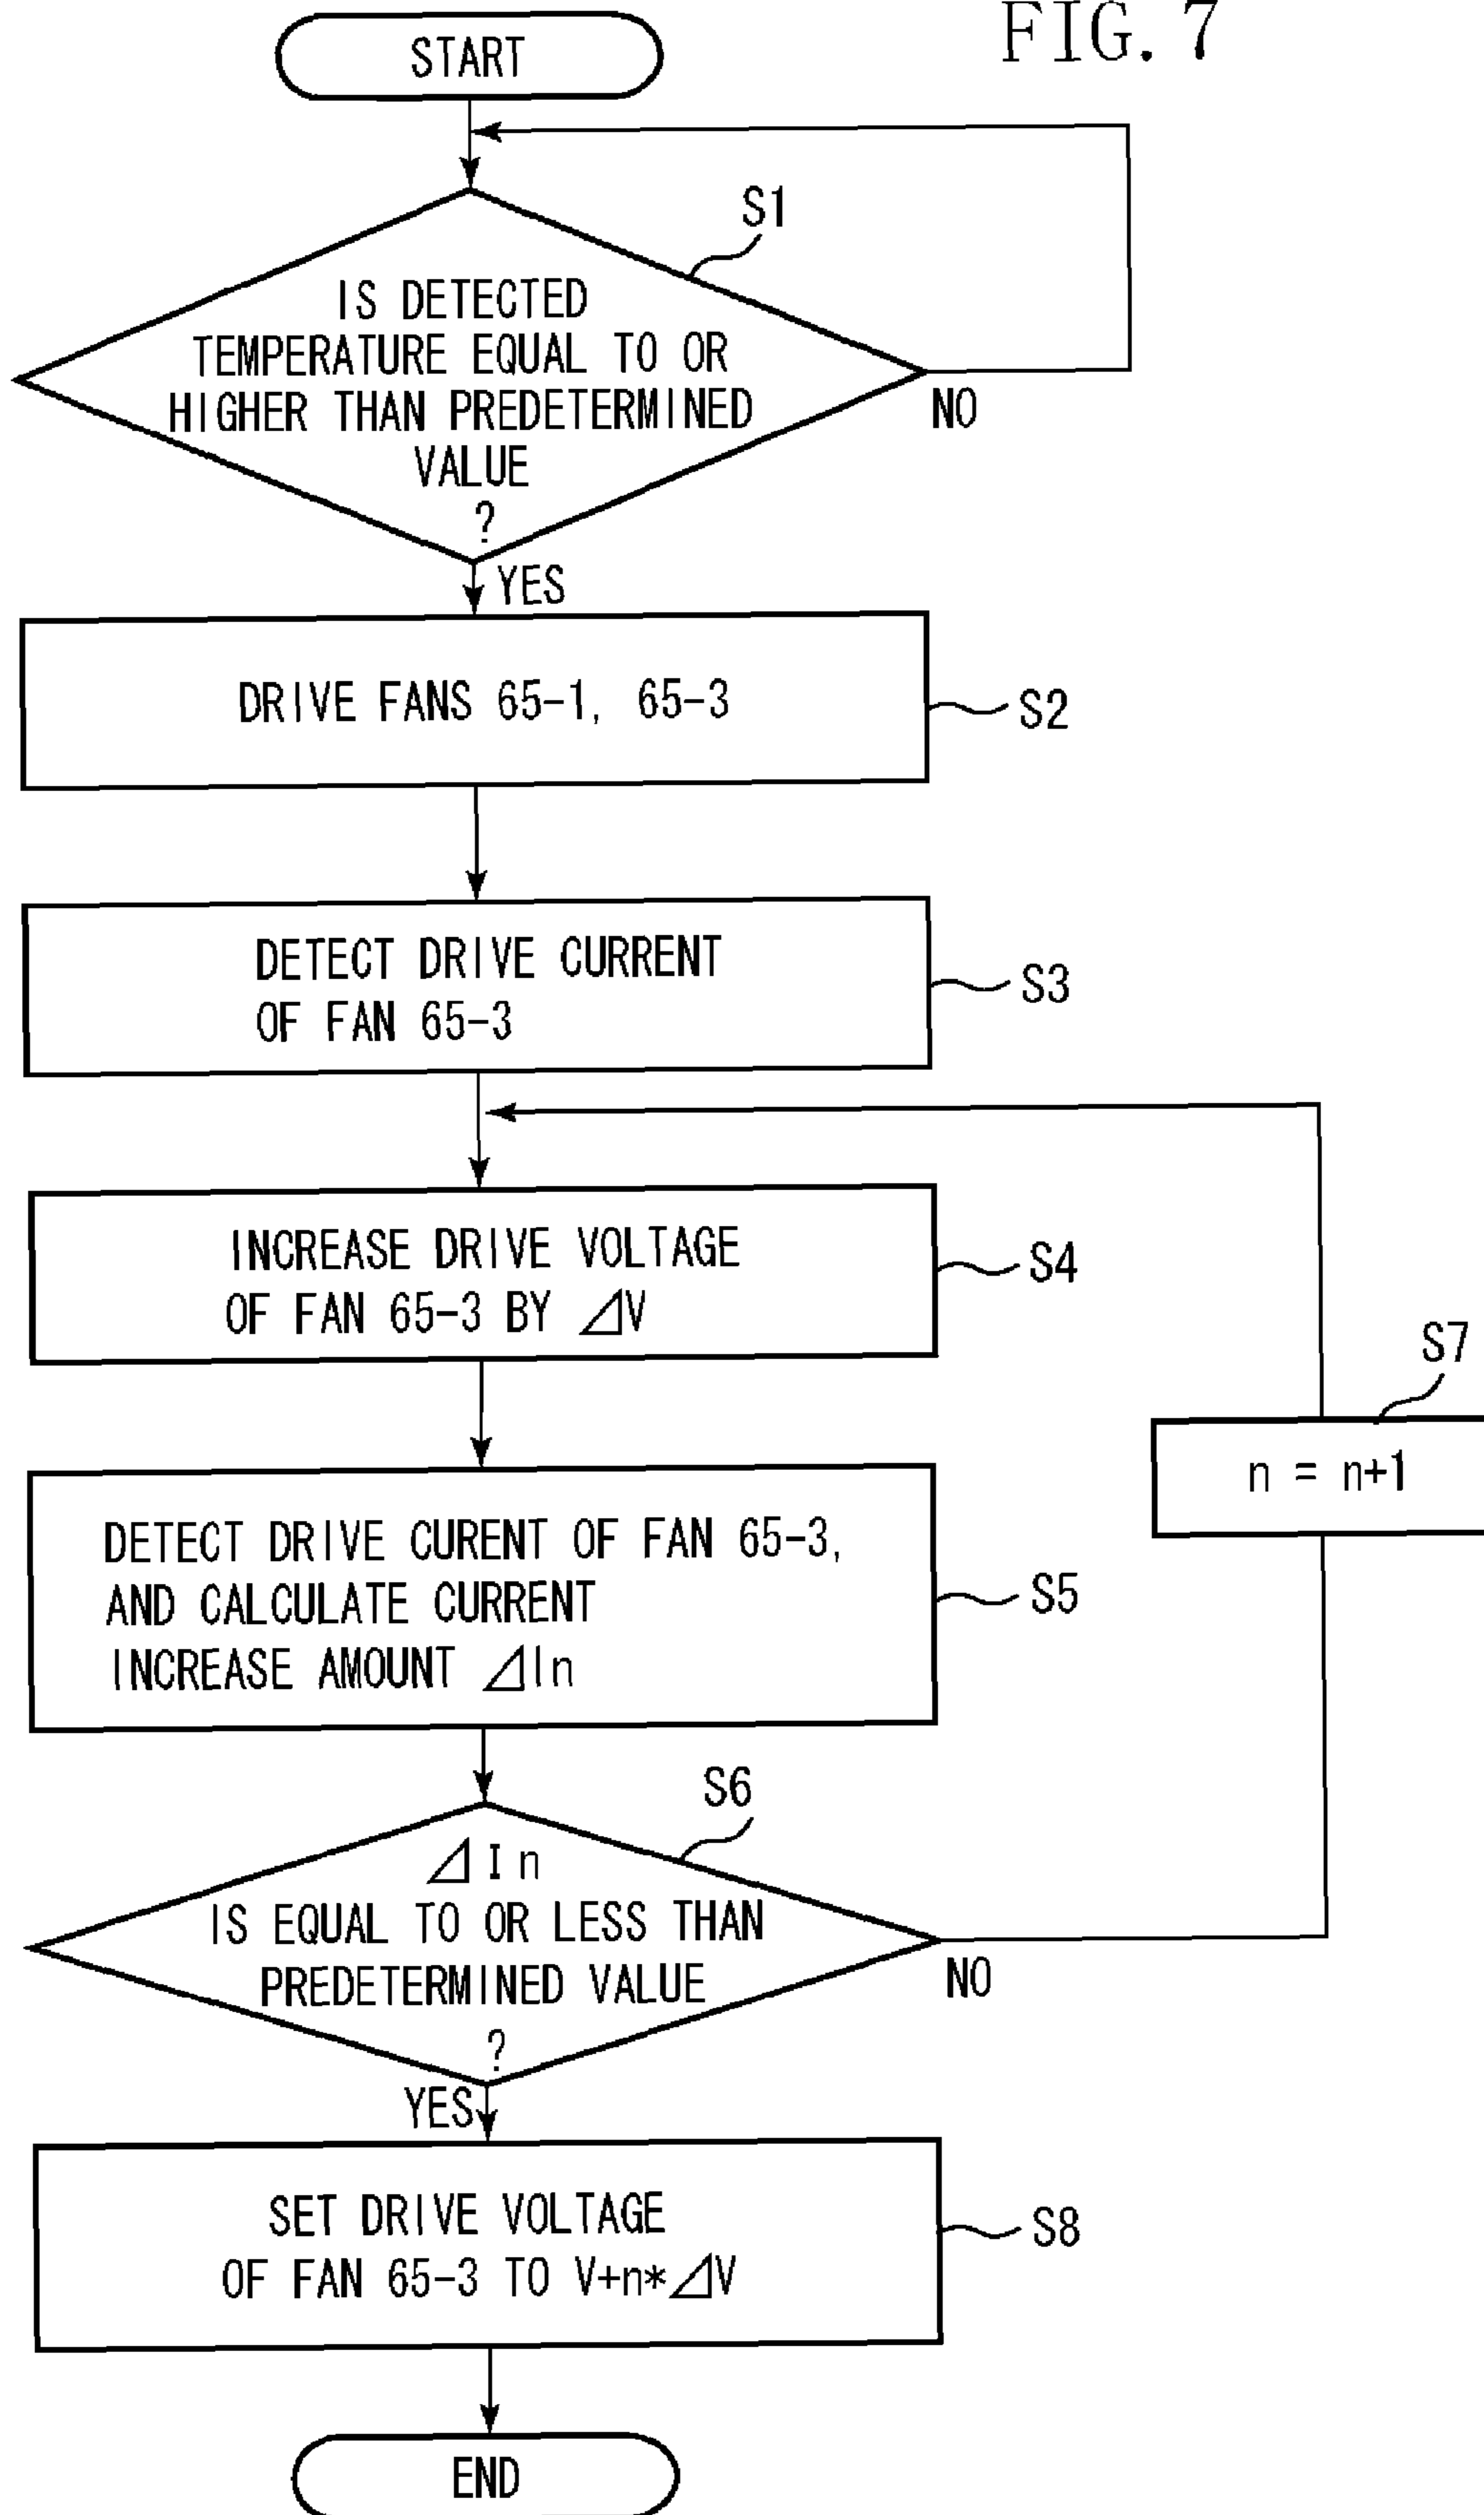 FIG. 7
START
S1
IS DETECTED
TEMPERATURE EQUAL TO OR
HIGHER THAN PREDETERMINED
VALUE
?
NO
YES
DRIVE FANS 65-1, 65-3
S2
DETECT DRIVE CURRENT
OF FAN 65-3
S3
INCREASE DRIVE VOLTAGE
OF FAN 65-3 BY ⊿V
S4
S7
n = n+1
DETECT DRIVE CURENT OF FAN 65-3,
AND CALCULATE CURRENT
INCREASE AMOUNT ⊿In
S5
S6
⊿In
IS EQUAL TO OR LESS THAN
PREDETERMINED VALUE
?
NO
YES
SET DRIVE VOLTAGE
OF FAN 65-3 TO V+n*⊿V
S8
END